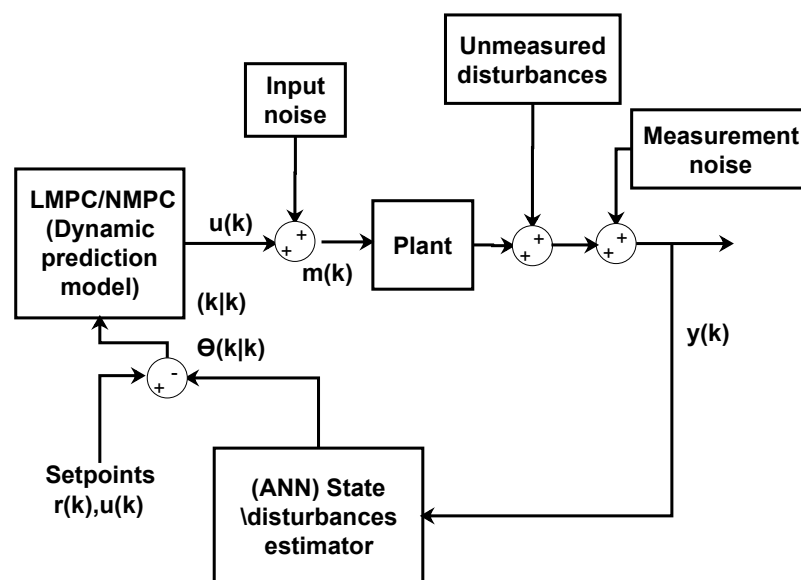 Unmeasured
disturbances
Input
noise
Measurement
noise
LMPC/NMPC
(Dynamic
prediction
model)
u(k)
+
+
m(k)
Plant
+
+
+
+
(k|k)
y(k)
Ɵ(k|k)
-
+
Setpoints
r(k),u(k)
(ANN) State
\disturbances
estimator